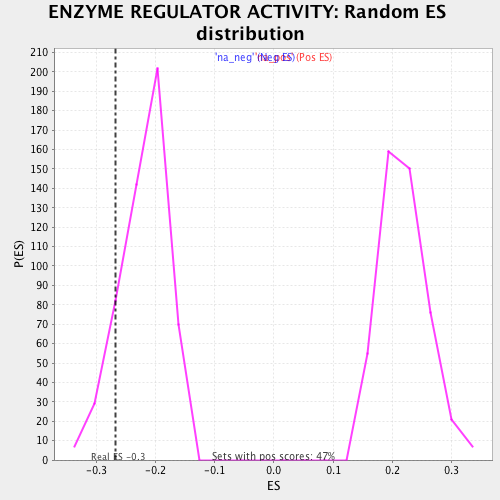 ENZYME REGULATOR ACTIVITY: Random ES
distribution
'na_neg' (Neg ES) 'na_pos' (Pos ES)
210
200
190
180
170
160
150
140
130
120
110
100
90
80
70
60
50
40
30
20
10
0
P(ES)
Real ES -0.3
Sets with pos scores: 47%
-0.3 -0.2 -0.1 0.0 0.1 0.2 0.3
ES